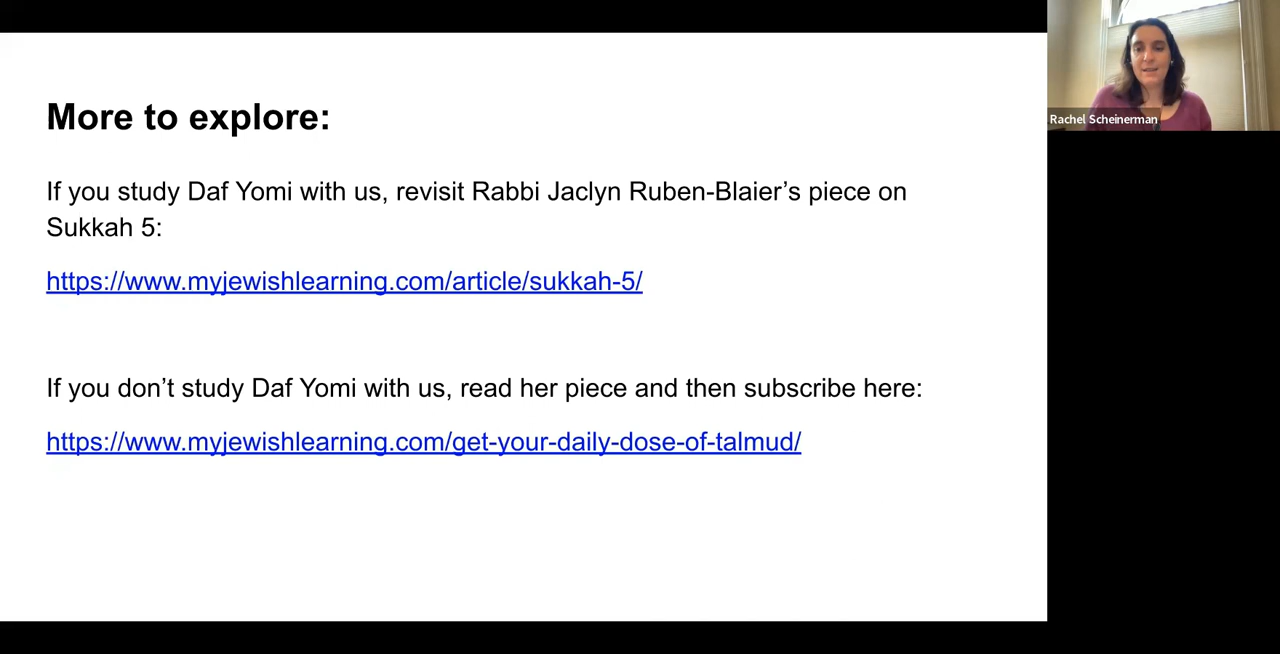 More to explore:
If you study Daf Yomi with us, revisit Rabbi Jaclyn Ruben-Blaier’s piece on
Sukkah 5:
https://www.myjewishlearning.com/article/sukkah-5/
If you don’t study Daf Yomi with us, read her piece and then subscribe here:
https://www.myjewishlearning.com/get-your-daily-dose-of-talmud/
Rachel Scheinerman